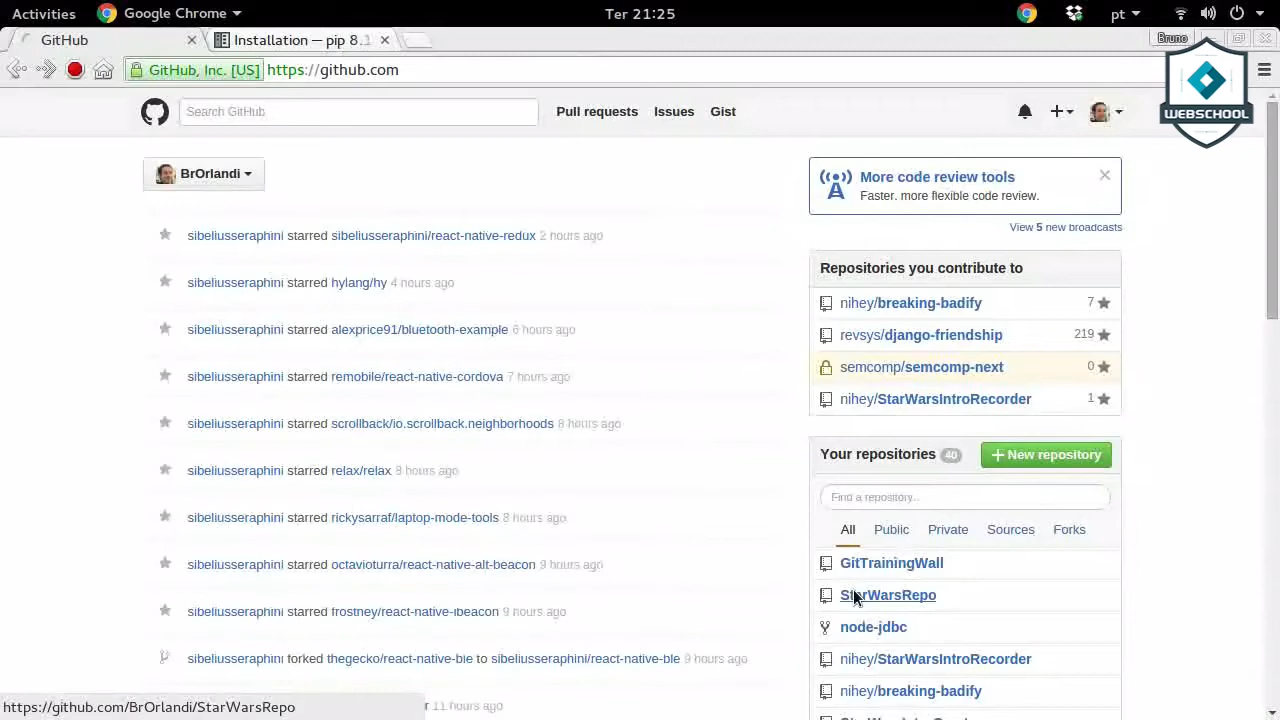 Activities Google Chrome Ter 21:25 pt
GitHub Installation — pip 8.1 Bruno
GitHub, Inc. [US] https://github.com
WEBSCHOOL
Search GitHub Pull requests Issues Gist
BrOrlandi
sibeliusseraphini starred sibeliusseraphini/react-native-redux 2 hours ago
sibeliusseraphini starred hylang/hy 4 hours ago
sibeliusseraphini starred alexprice91/bluetooth-example 6 hours ago
sibeliusseraphini starred remobile/react-native-cordova 7 hours ago
sibeliusseraphini starred scrollback/io.scrollback.neighborhoods 8 hours ago
sibeliusseraphini starred relax/relax 8 hours ago
sibeliusseraphini starred rickysarraf/laptop-mode-tools 8 hours ago
sibeliusseraphini starred octavioturra/react-native-alt-beacon 9 hours ago
sibeliusseraphini starred frostney/react-native-ibeacon 9 hours ago
sibeliusseraphini forked thegecko/react-native-ble to sibeliusseraphini/react-native-ble 9 hours ago
11 hours ago
More code review tools
Faster, more flexible code review.
View 5 new broadcasts
Repositories you contribute to
nihey/breaking-badify 7
revsys/django-friendship 219
semcomp/semcomp-next 0
nihey/StarWarsIntroRecorder 1
Your repositories 40 New repository
Find a repository...
All Public Private Sources Forks
GitTrainingWall
StarWarsRepo
node-jdbc
nihey/StarWarsIntroRecorder
nihey/breaking-badify
https://github.com/BrOrlandi/StarWarsRepo